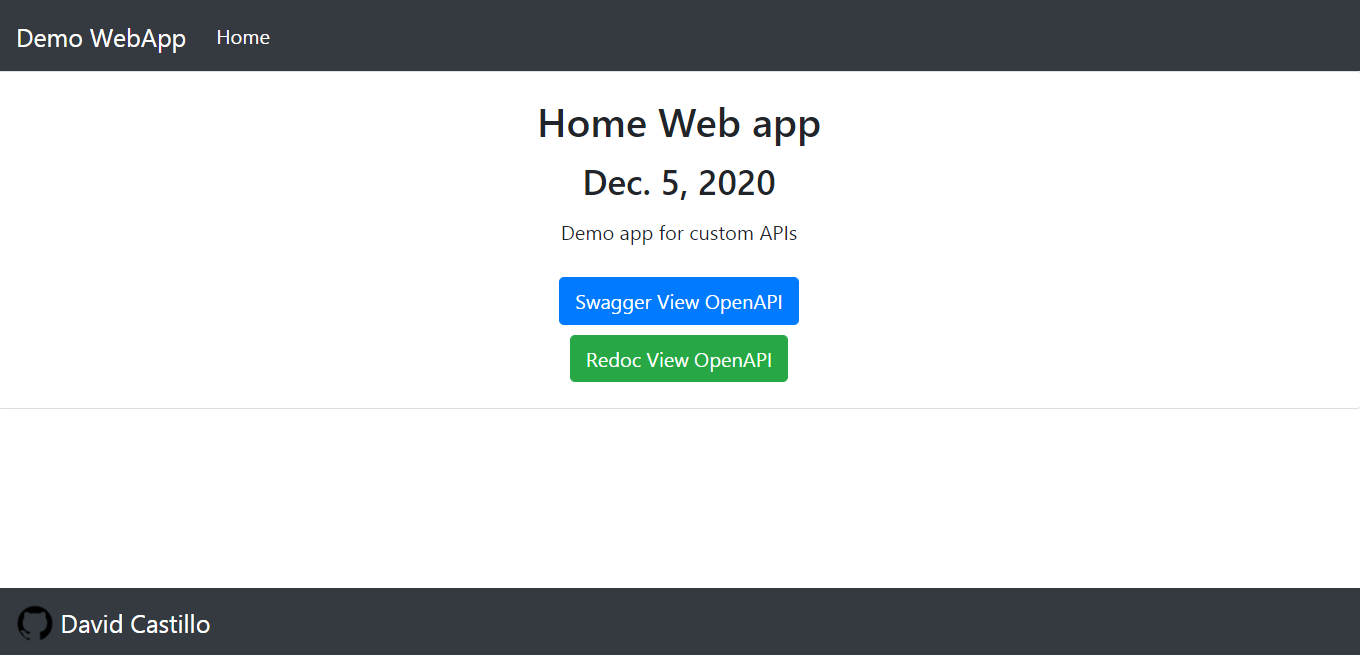 Demo WebApp Home
Home Web app
Dec. 5, 2020
Demo app for custom APIs
Swagger View OpenAPI
Redoc View OpenAPI
David Castillo